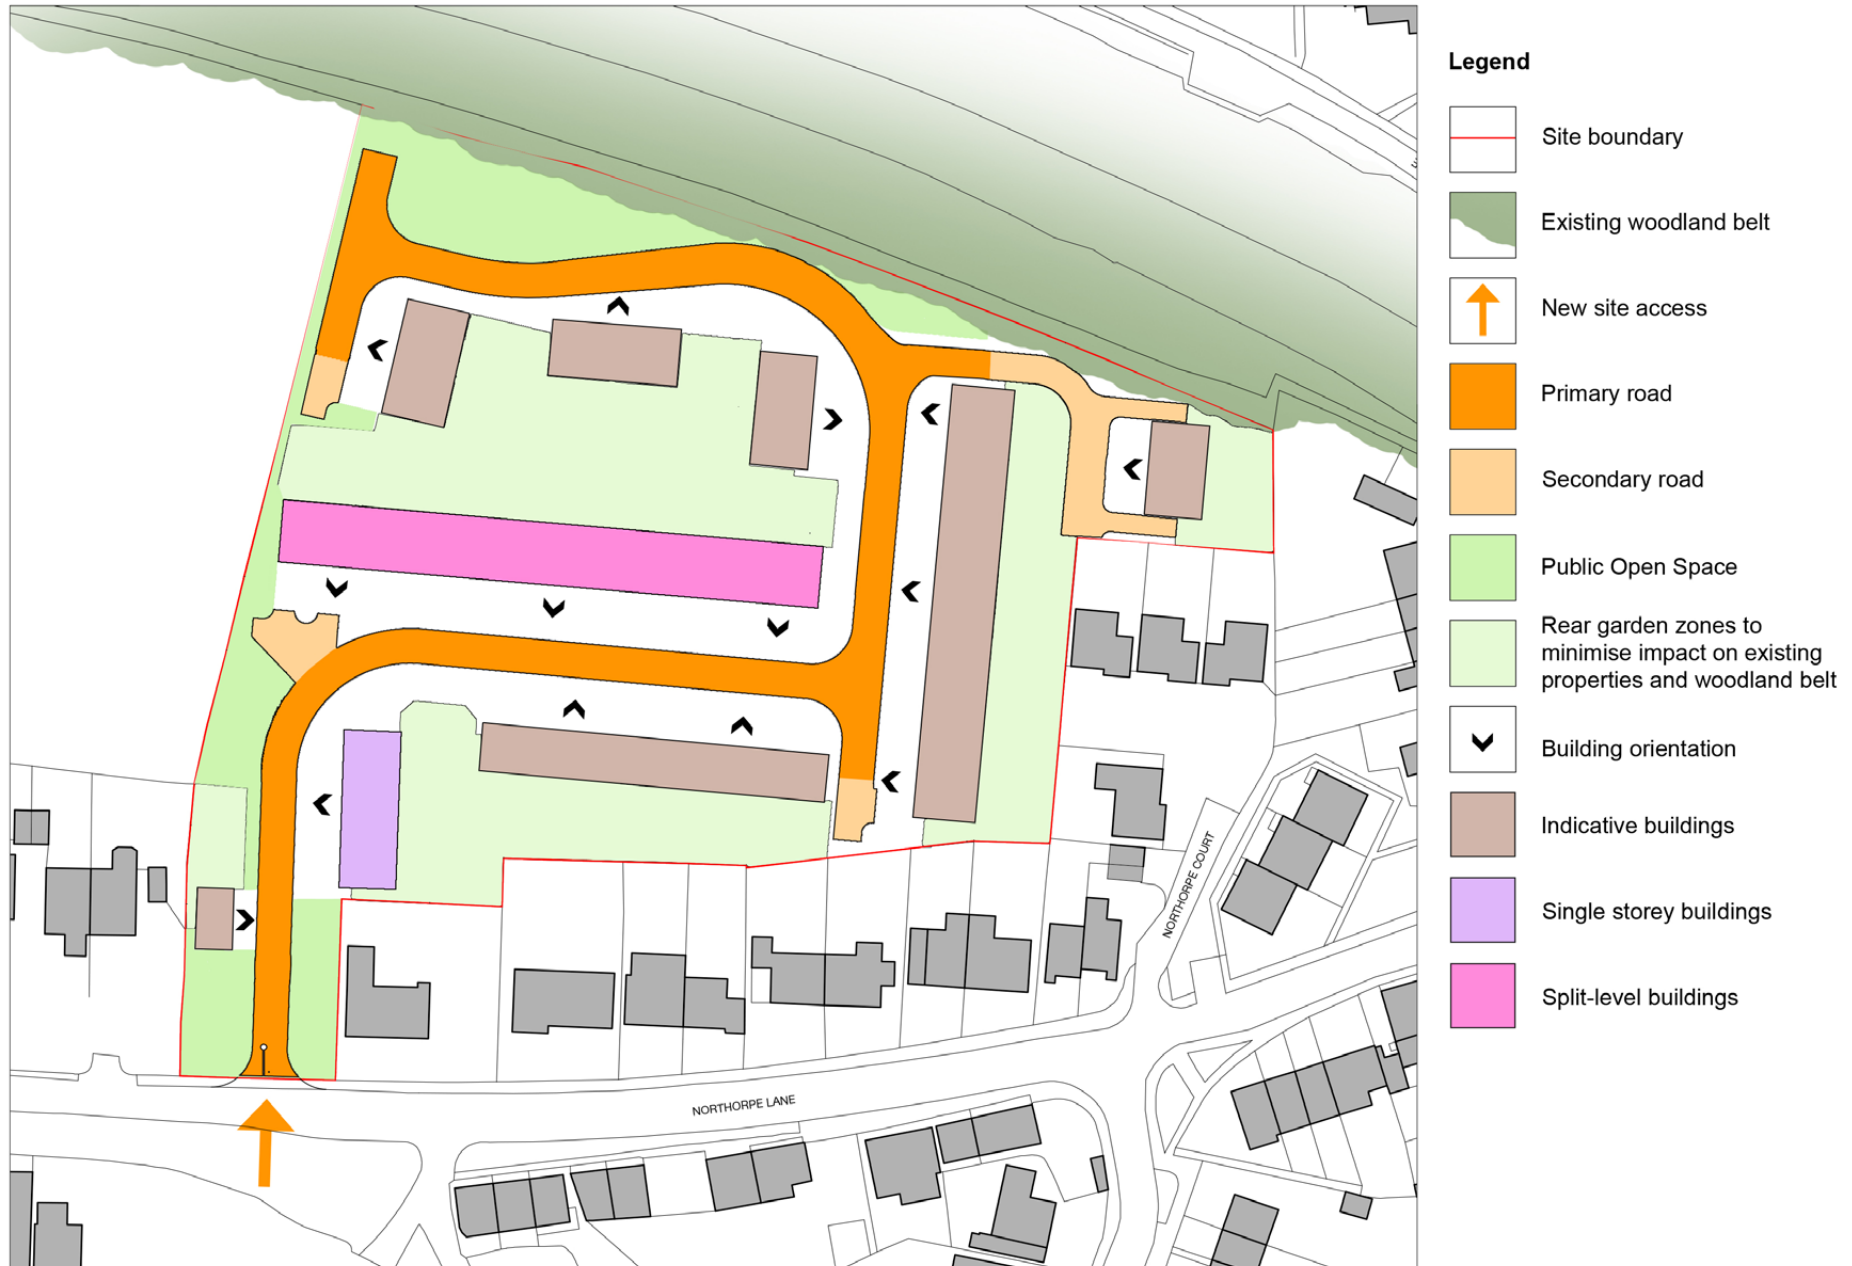 Legend
Site boundary
Existing woodland belt
New site access
Primary road
Secondary road
Public Open Space
Rear garden zones to
minimise impact on existing
properties and woodland belt
Building orientation
Indicative buildings
Single storey buildings
Split-level buildings
NORTHORPE COURT
NORTHORPE LANE